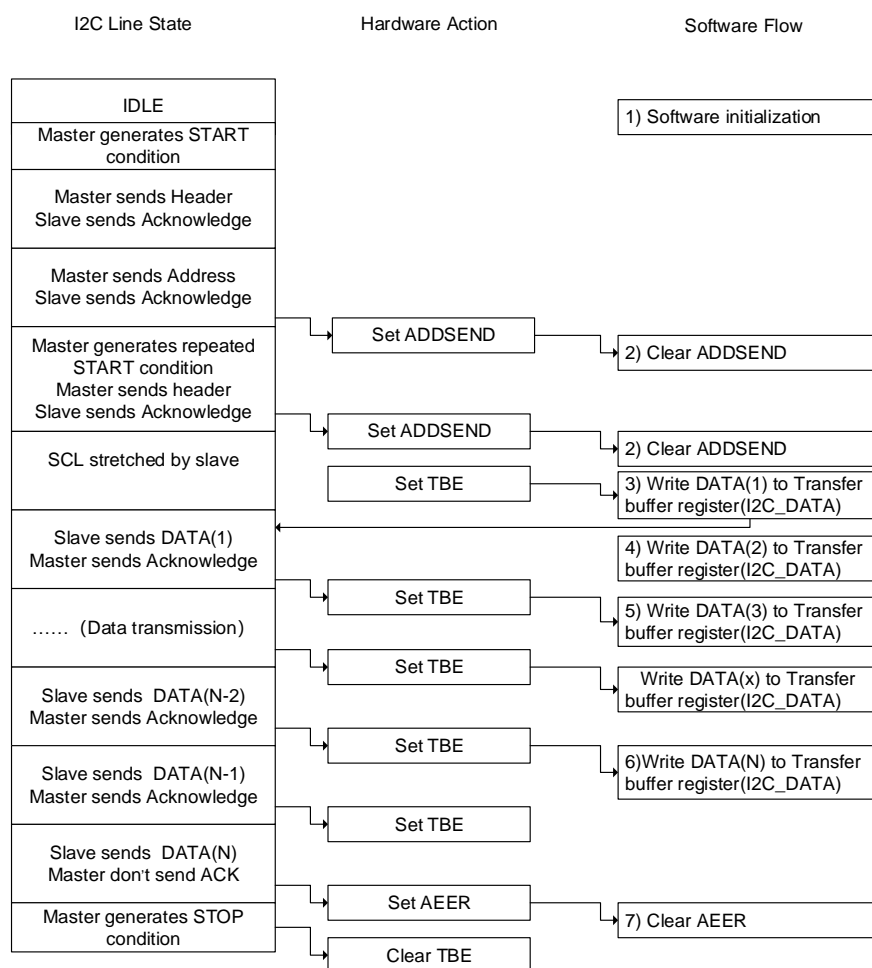 I2C Line State
Hardware Action
Software Flow
IDLE
1) Software initialization
Master generates START
condition
Master sends Header
Slave sends Acknowledge
Master sends Address
Slave sends Acknowledge
Set ADDSEND
2) Clear ADDSEND
Master generates repeated
START condition
Master sends header
Slave sends Acknowledge
Set ADDSEND
2) Clear ADDSEND
SCL stretched by slave
Set TBE
3) Write DATA(1) to Transfer
buffer register(I2C_DATA)
Slave sends DATA(1)
Master sends Acknowledge
4) Write DATA(2) to Transfer
buffer register(I2C_DATA)
Set TBE
5) Write DATA(3) to Transfer
buffer register(I2C_DATA)
…… (Data transmission)
Set TBE
Write DATA(x) to Transfer
buffer register(I2C_DATA)
Slave sends DATA(N-2)
Master sends Acknowledge
Set TBE
6)Write DATA(N) to Transfer
buffer register(I2C_DATA)
Slave sends DATA(N-1)
Master sends Acknowledge
Set TBE
Slave sends DATA(N)
Master don't send ACK
Set AEER
7) Clear AEER
Master generates STOP
condition
Clear TBE